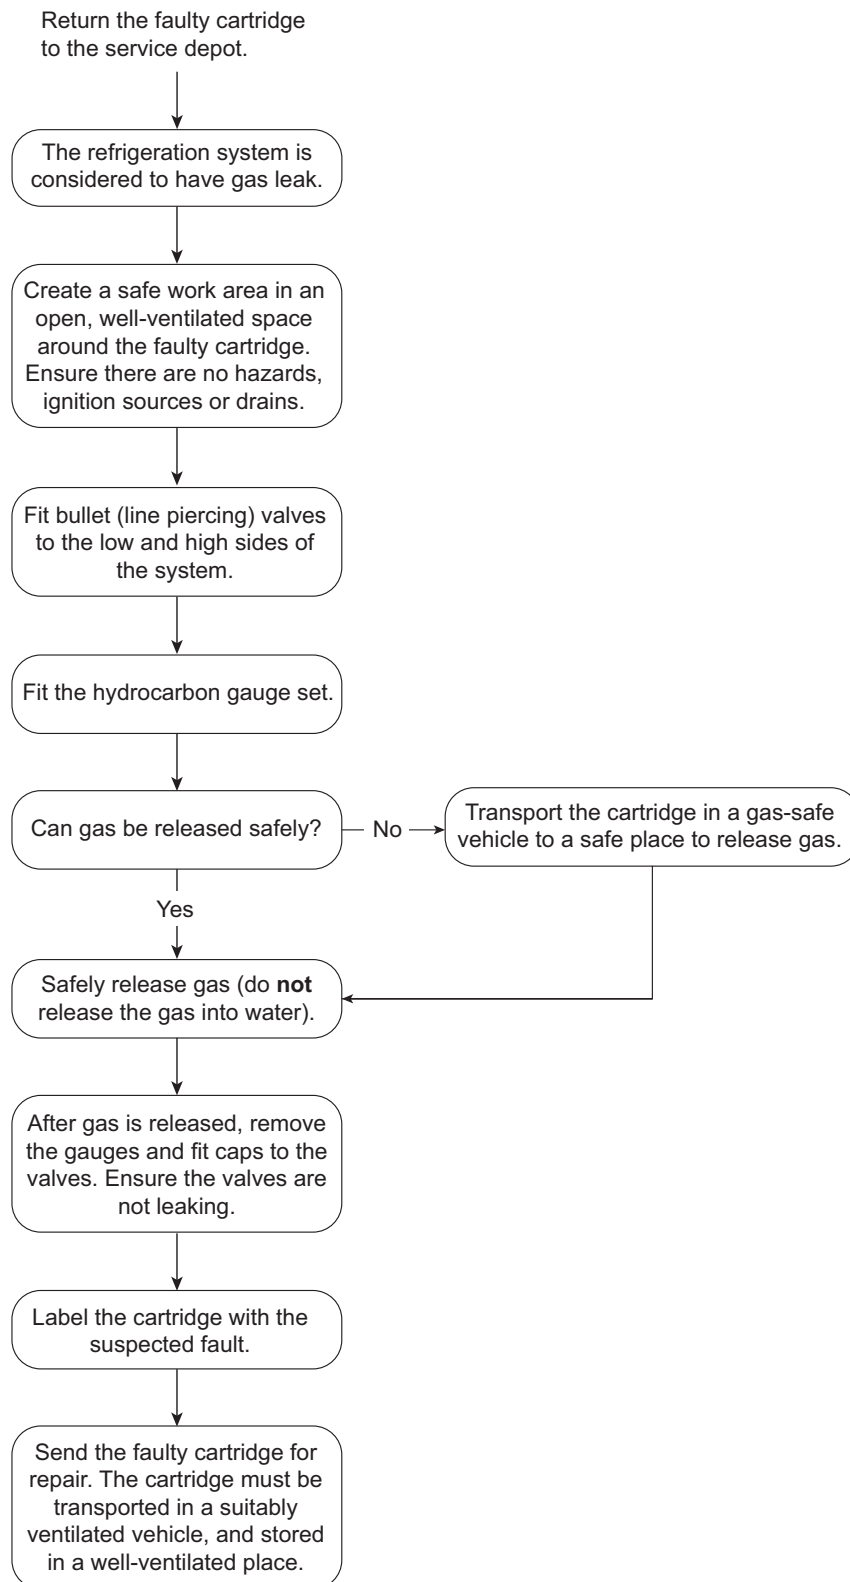 Return the faulty cartridge
to the service depot.
The refrigeration system is
considered to have gas leak.
Create a safe work area in an
open, well-ventilated space
around the faulty cartridge.
Ensure there are no hazards,
ignition sources or drains.
Fit bullet (line piercing) valves
to the low and high sides of
the system.
Fit the hydrocarbon gauge set.
Can gas be released safely?
No
Transport the cartridge in a gas-safe
vehicle to a safe place to release gas.
Yes
Safely release gas (do not
release the gas into water).
After gas is released, remove
the gauges and fit caps to the
valves. Ensure the valves are
not leaking.
Label the cartridge with the
suspected fault.
Send the faulty cartridge for
repair. The cartridge must be
transported in a suitably
ventilated vehicle, and stored
in a well-ventilated place.